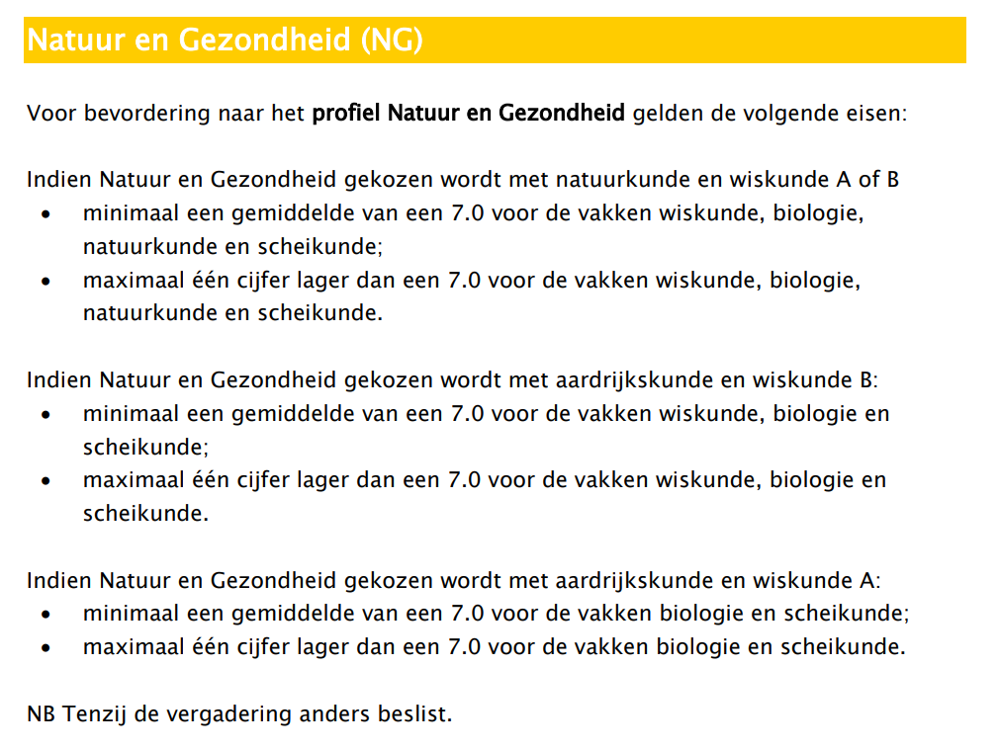 Natuur en Gezondheid (NG)
Voor bevordering naar het profiel Natuur en Gezondheid gelden de volgende eisen:
Indien Natuur en Gezondheid gekozen wordt met natuurkunde en wiskunde A of B
• minimaal een gemiddelde van een 7.0 voor de vakken wiskunde, biologie,
natuurkunde en scheikunde;
• maximaal één cijfer lager dan een 7.0 voor de vakken wiskunde, biologie,
natuurkunde en scheikunde.
Indien Natuur en Gezondheid gekozen wordt met aardrijkskunde en wiskunde B:
• minimaal een gemiddelde van een 7.0 voor de vakken wiskunde, biologie en
scheikunde;
• maximaal één cijfer lager dan een 7.0 voor de vakken wiskunde, biologie en
scheikunde.
Indien Natuur en Gezondheid gekozen wordt met aardrijkskunde en wiskunde A:
• minimaal een gemiddelde van een 7.0 voor de vakken biologie en scheikunde;
• maximaal één cijfer lager dan een 7.0 voor de vakken biologie en scheikunde.
NB Tenzij de vergadering anders beslist.